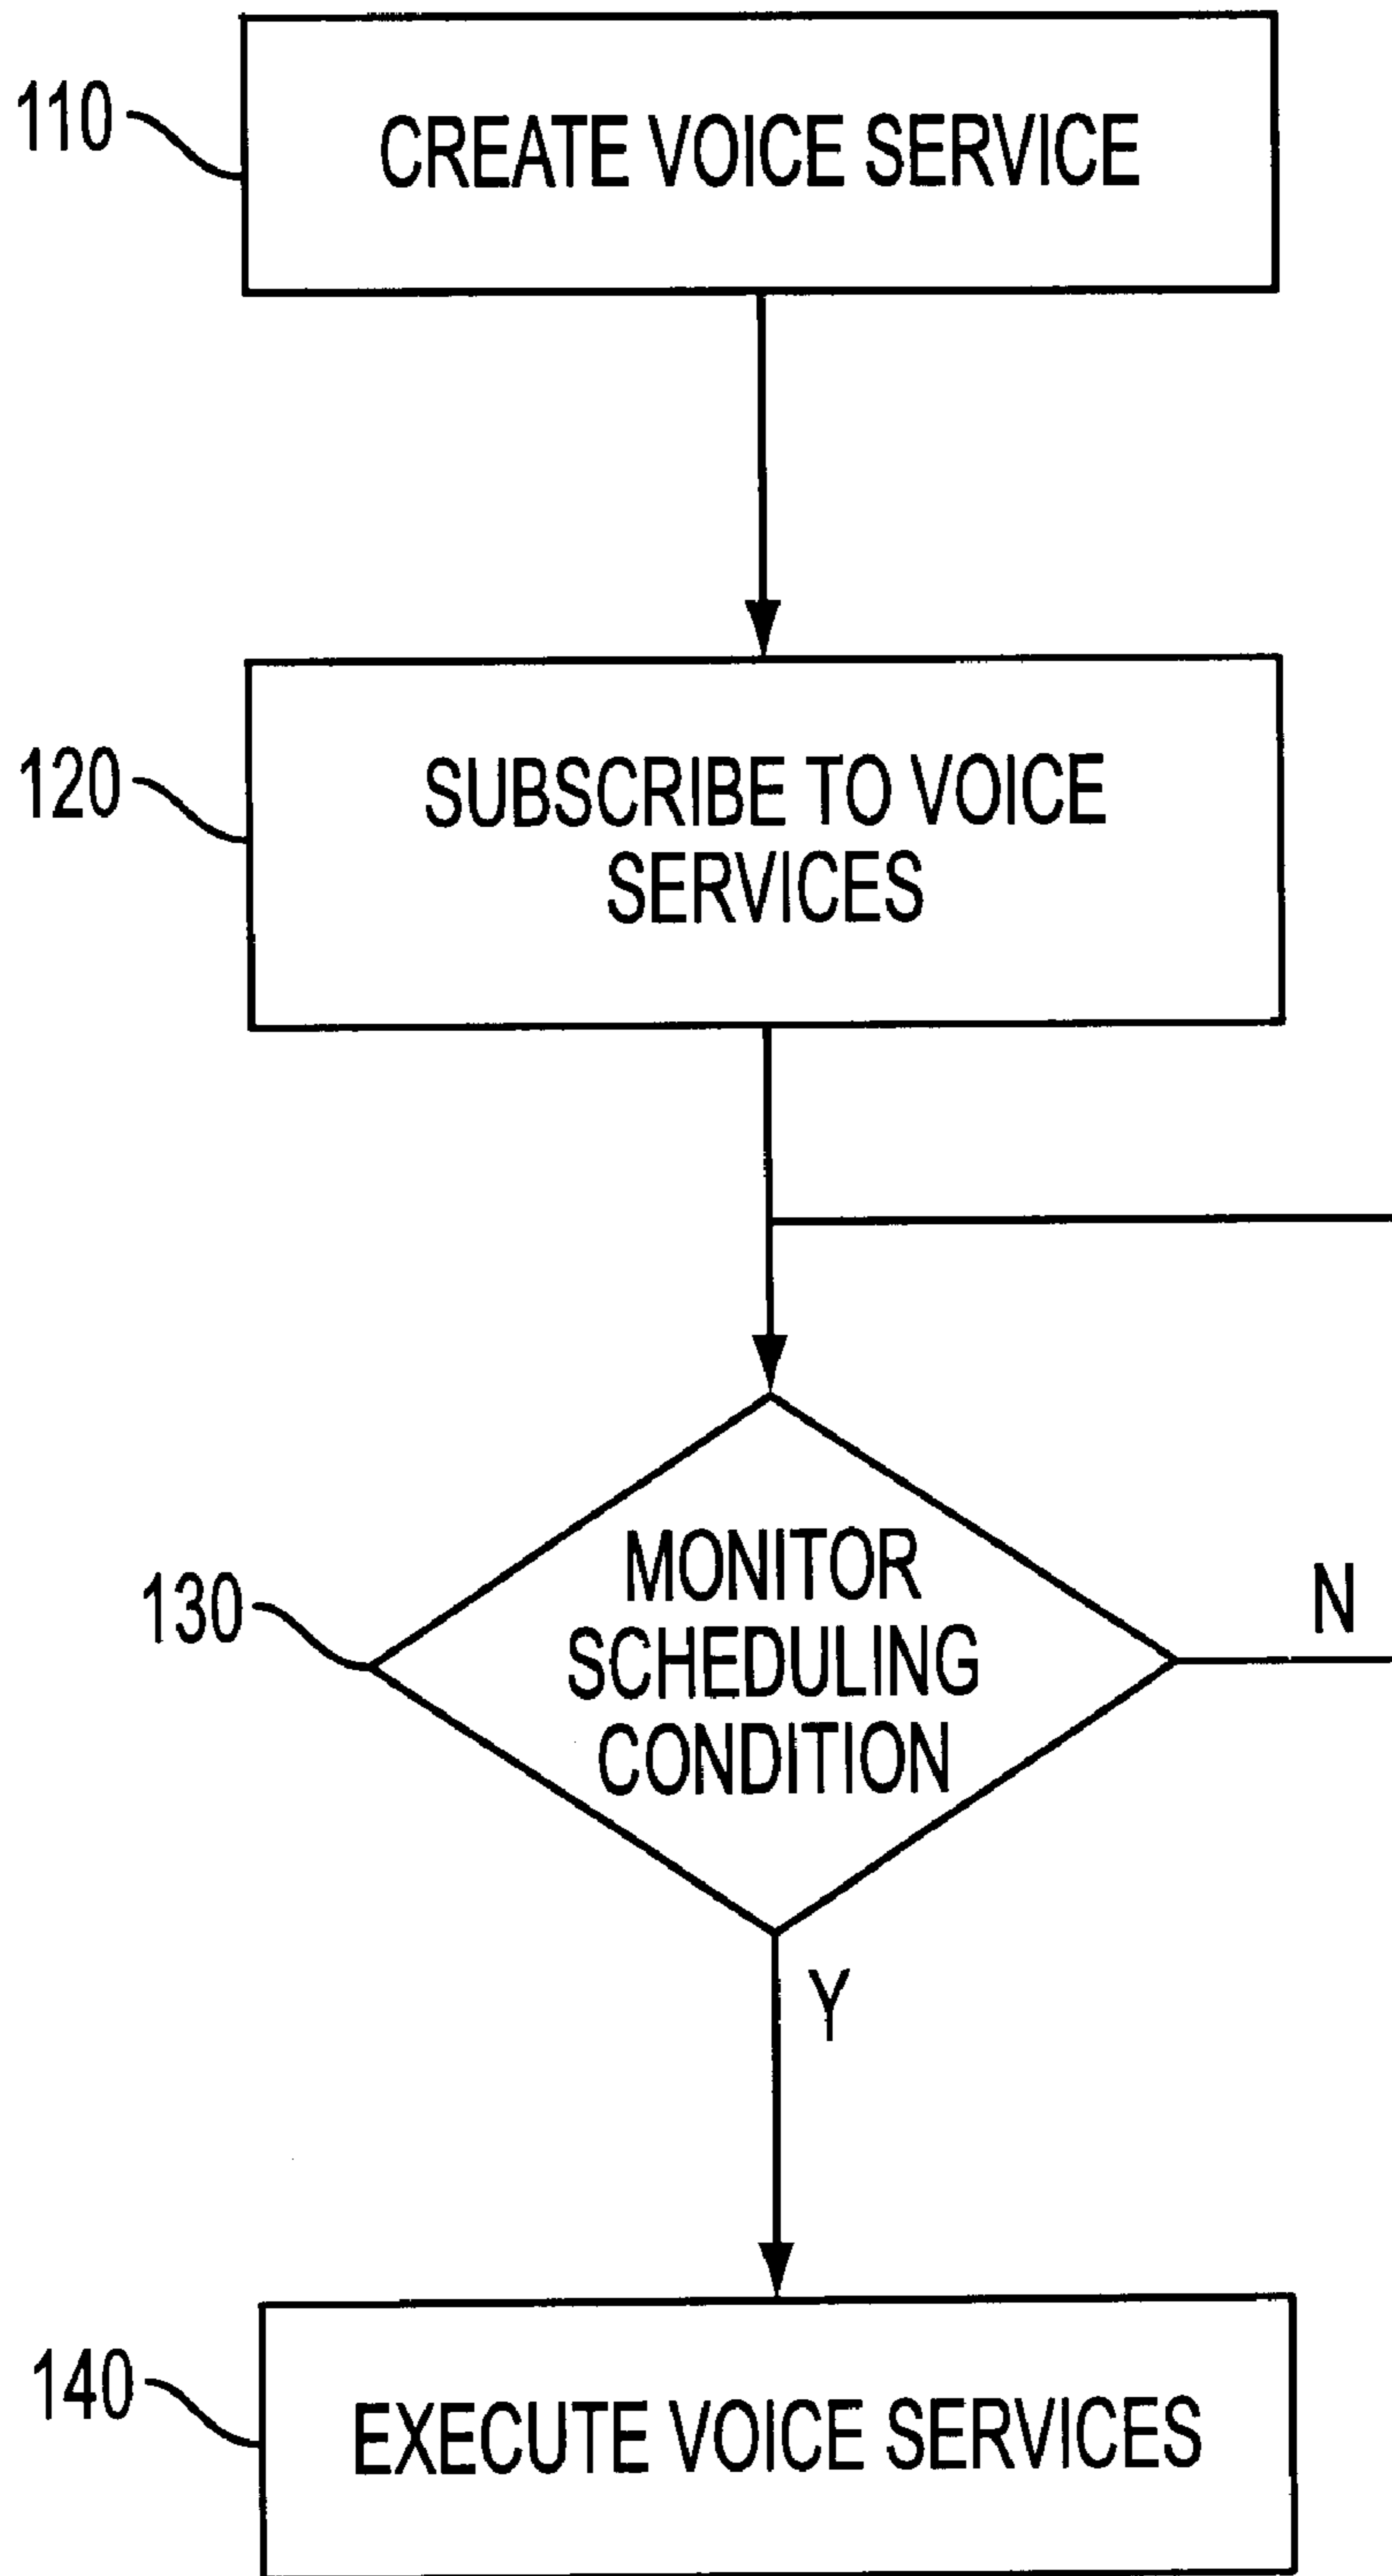 110
CREATE VOICE SERVICE
120
SUBSCRIBE TO VOICE
SERVICES
130
MONITOR
SCHEDULING
CONDITION
N
Y
140
EXECUTE VOICE SERVICES